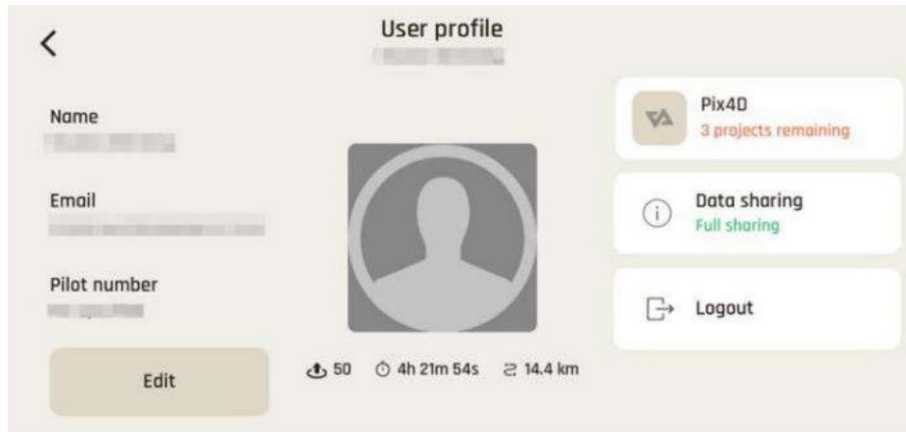 User profile
Name
Email
Pilot number
Edit
50 4h 21m 54s 14.4 km
Pix4D
3 projects remaining
Data sharing
Full sharing
Logout